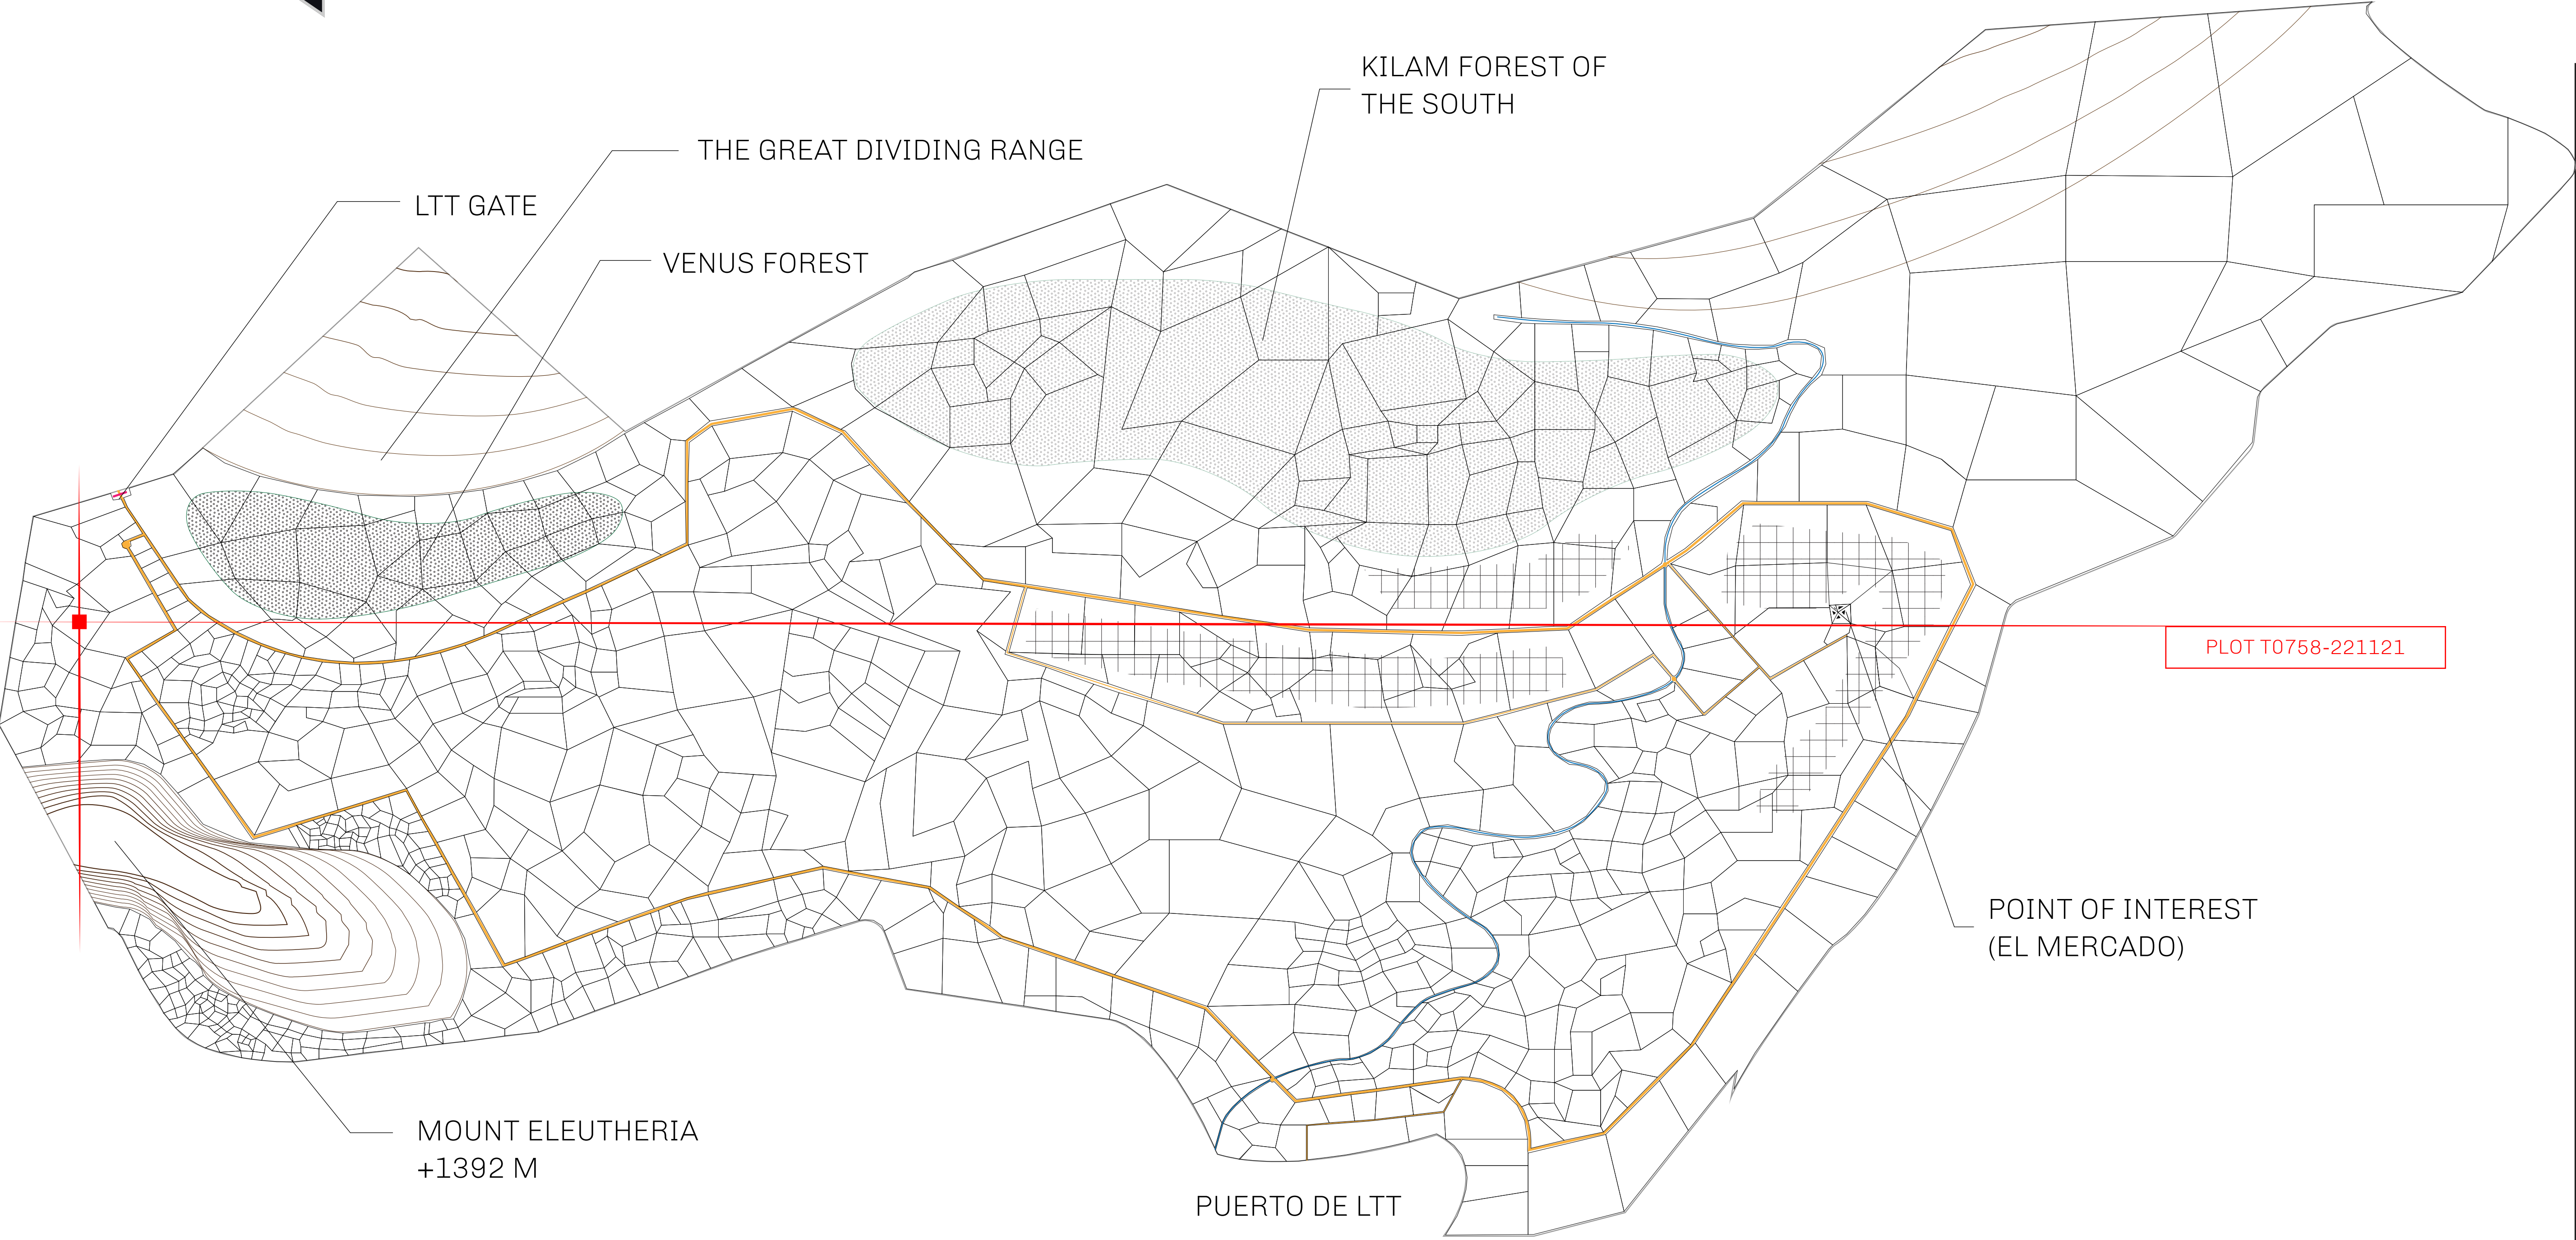 KILAM FOREST OF
THE SOUTH
THE GREAT DIVIDING RANGE
LTT GATE
VENUS FOREST
PLOT T0758-221121
POINT OF INTEREST
(EL MERCADO)
MOUNT ELEUTHERIA
+1392 M
PUERTO DE LTT